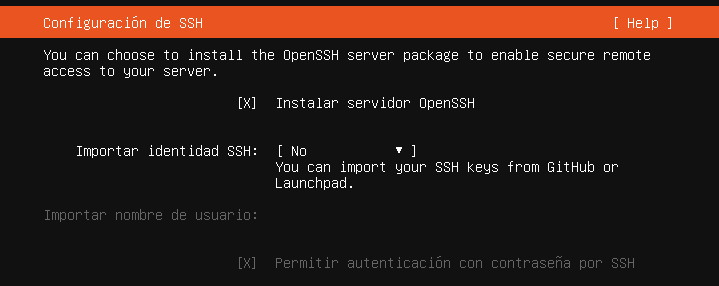 Configuración de SSH [ Help ]
You can choose to install the OpenSSH server package to enable secure remote
access to your server.
[X] Instalar servidor OpenSSH
Importar identidad SSH: [ No ▾ ]
You can import your SSH keys from GitHub or
Launchpad.
Importar nombre de usuario:
[X] Permitir autenticación con contraseña por SSH